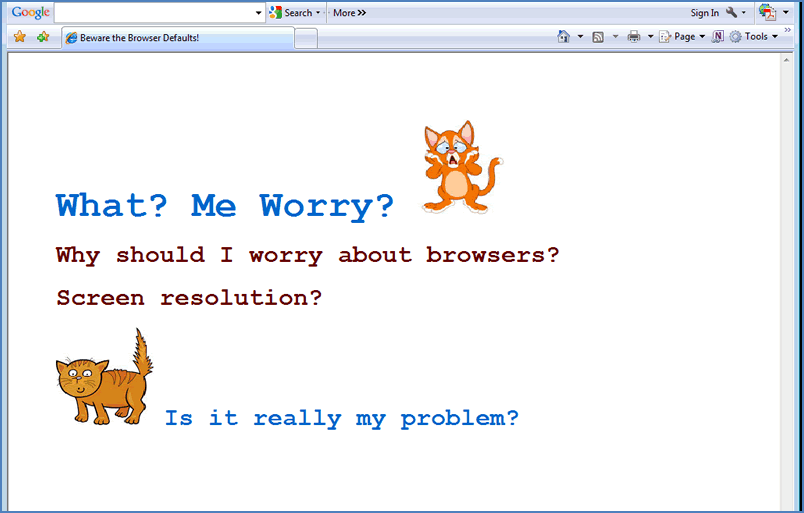 Google Search More Sign In
Beware the Browser Defaults! N Page Tools
What? Me Worry?
Why should I worry about browsers?
Screen resolution?
Is it really my problem?